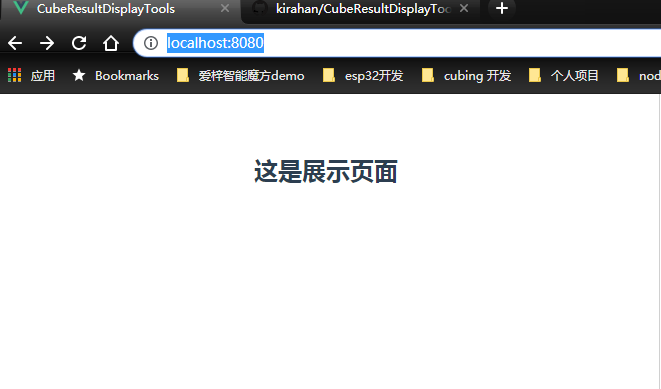 CubeResultDisplayTools kirahan/CubeResultDisplayToo
localhost:8080
应用 Bookmarks 爱梓智能魔方demo esp32开发 cubing 开发 个人项目 nod
这是展示页面